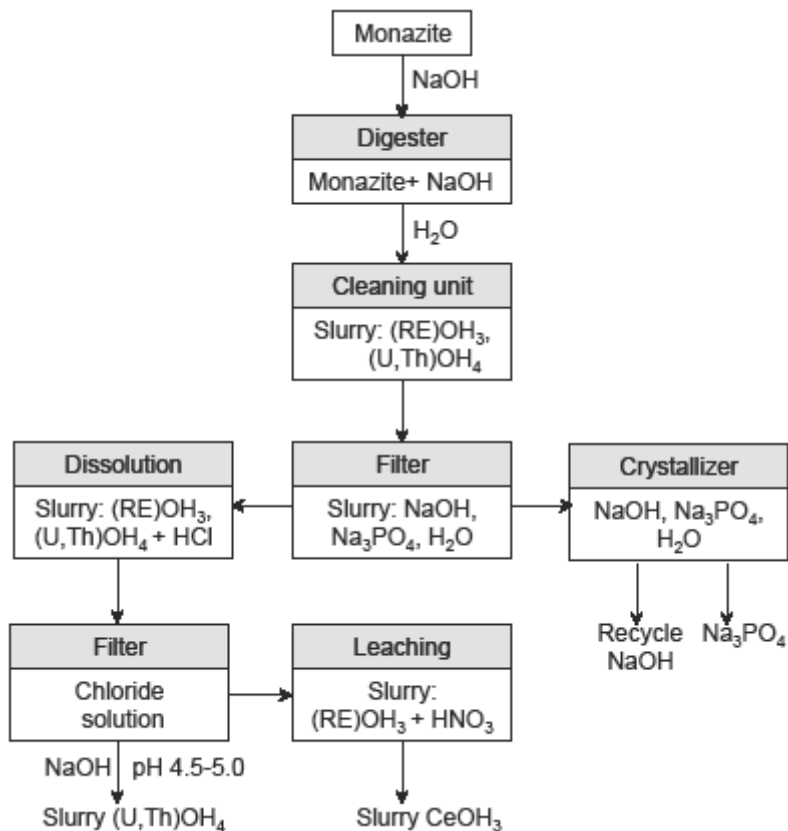 Monazite
NaOH
Digester
Monazite+ NaOH
H₂O
Cleaning unit
Slurry: (RE)OH₃,
(U,Th)OH₄
Dissolution
Slurry: (RE)OH₃,
(U,Th)OH₄ + HCl
Filter
Slurry: NaOH,
Na₃PO₄, H₂O
Crystallizer
NaOH, Na₃PO₄,
H₂O
Recycle
NaOH
Na₃PO₄
Filter
Chloride
solution
Leaching
Slurry:
(RE)OH₃ + HNO₃
NaOH pH 4.5-5.0
Slurry (U,Th)OH₄
Slurry CeOH₃